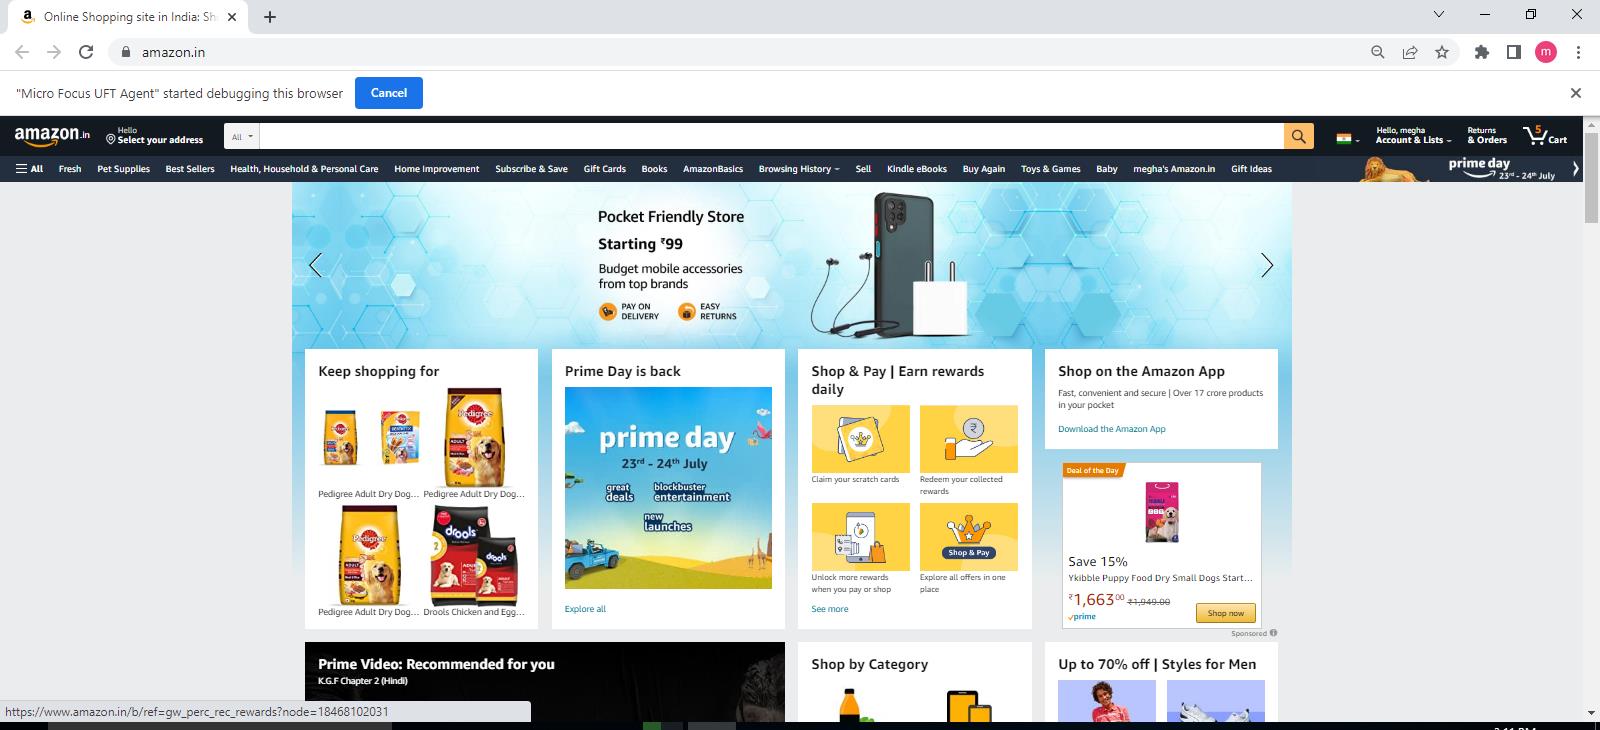 Online Shopping site in India: Sh
amazon.in
m
"Micro Focus UFT Agent" started debugging this browser
Cancel
amazon.in
Hello
Select your address
All
Hello, megha
Account & Lists
Returns
& Orders
5
Cart
All Fresh Pet Supplies Best Sellers Health, Household & Personal Care Home Improvement Subscribe & Save Gift Cards Books AmazonBasics Browsing History Sell Kindle eBooks Buy Again Toys & Games Baby megha's Amazon.in Gift Ideas
prime day
23rd - 24th July
Pocket Friendly Store
Starting ₹99
Budget mobile accessories
from top brands
PAY ON
DELIVERY
EASY
RETURNS
Keep shopping for
Pedigree
Pedigree Adult Dry Dog... Pedigree Adult Dry Dog...
Pedigree
drools
drools
Pedigree Adult Dry Dog... Drools Chicken and Egg...
Prime Day is back
prime day
23rd - 24th July
great
deals
blockbuster
entertainment
new
launches
Explore all
Shop & Pay | Earn rewards
daily
Claim your scratch cards
Redeem your collected
rewards
Shop & Pay
Unlock more rewards
when you pay or shop
Explore all offers in one
place
See more
Shop on the Amazon App
Fast, convenient and secure | Over 17 crore products
in your pocket
Download the Amazon App
Deal of the Day
Save 15%
Ykibble Puppy Food Dry Small Dogs Start...
₹1,66300 ₹1,949.00
prime
Shop now
Sponsored
Prime Video: Recommended for you
K.G.F Chapter 2 (Hindi)
Shop by Category
Up to 70% off | Styles for Men
https://www.amazon.in/b/ref=gw_perc_rec_rewards?node=18468102031